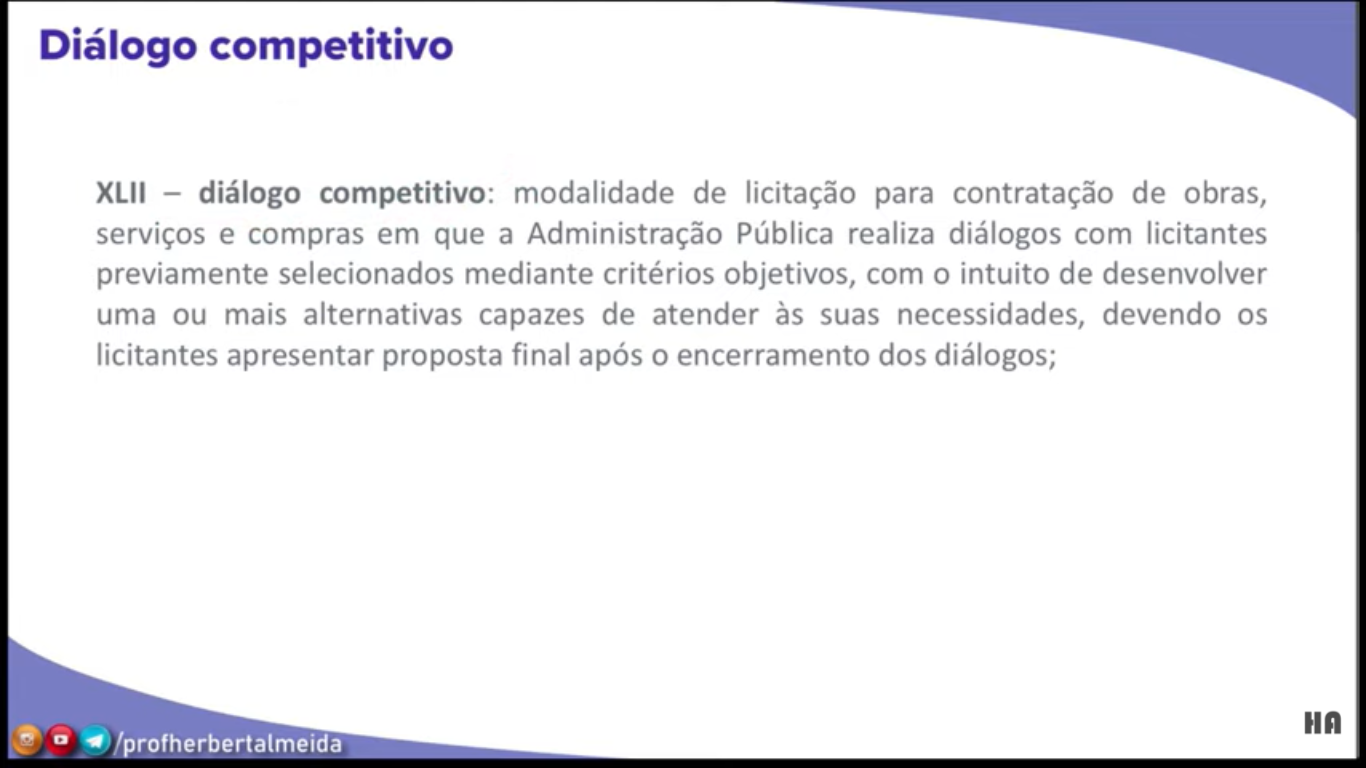 Diálogo competitivo
XLII – diálogo competitivo: modalidade de licitação para contratação de obras,
serviços e compras em que a Administração Pública realiza diálogos com licitantes
previamente selecionados mediante critérios objetivos, com o intuito de desenvolver
uma ou mais alternativas capazes de atender às suas necessidades, devendo os
licitantes apresentar proposta final após o encerramento dos diálogos;
/profherbertalmeida
HA